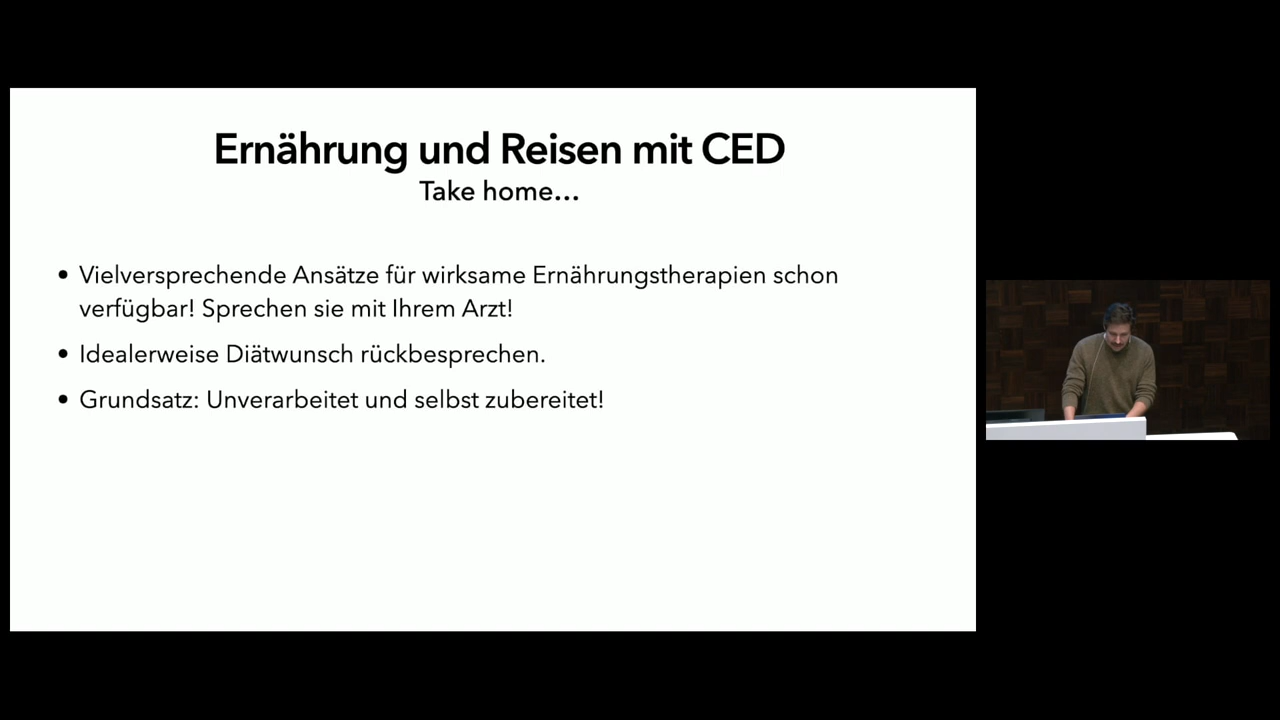 Ernährung und Reisen mit CED
Take home…
• Vielversprechende Ansätze für wirksame Ernährungstherapien schon
verfügbar! Sprechen sie mit Ihrem Arzt!
• Idealerweise Diätwunsch rückbesprechen.
• Grundsatz: Unverarbeitet und selbst zubereitet!